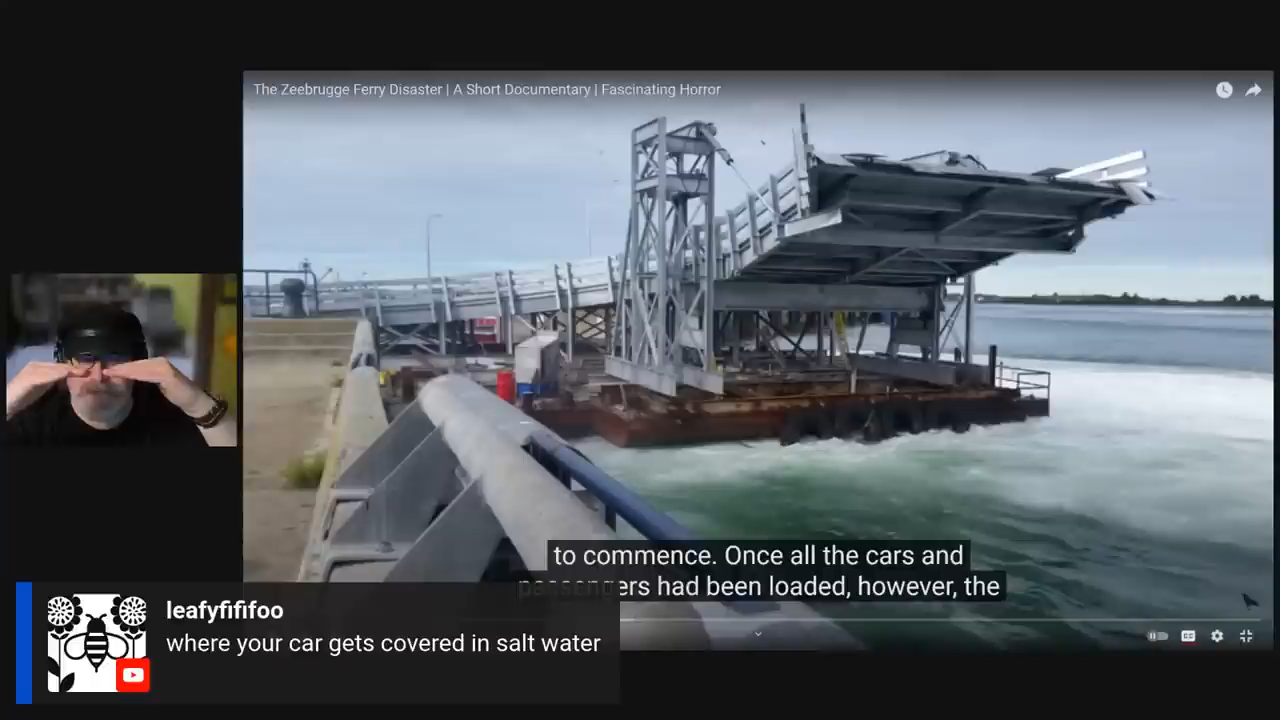 The Zeebrugge Ferry Disaster | A Short Documentary | Fascinating Horror
to commence. Once all the cars and
passengers had been loaded, however, the
leafyfififoo
where your car gets covered in salt water
CC